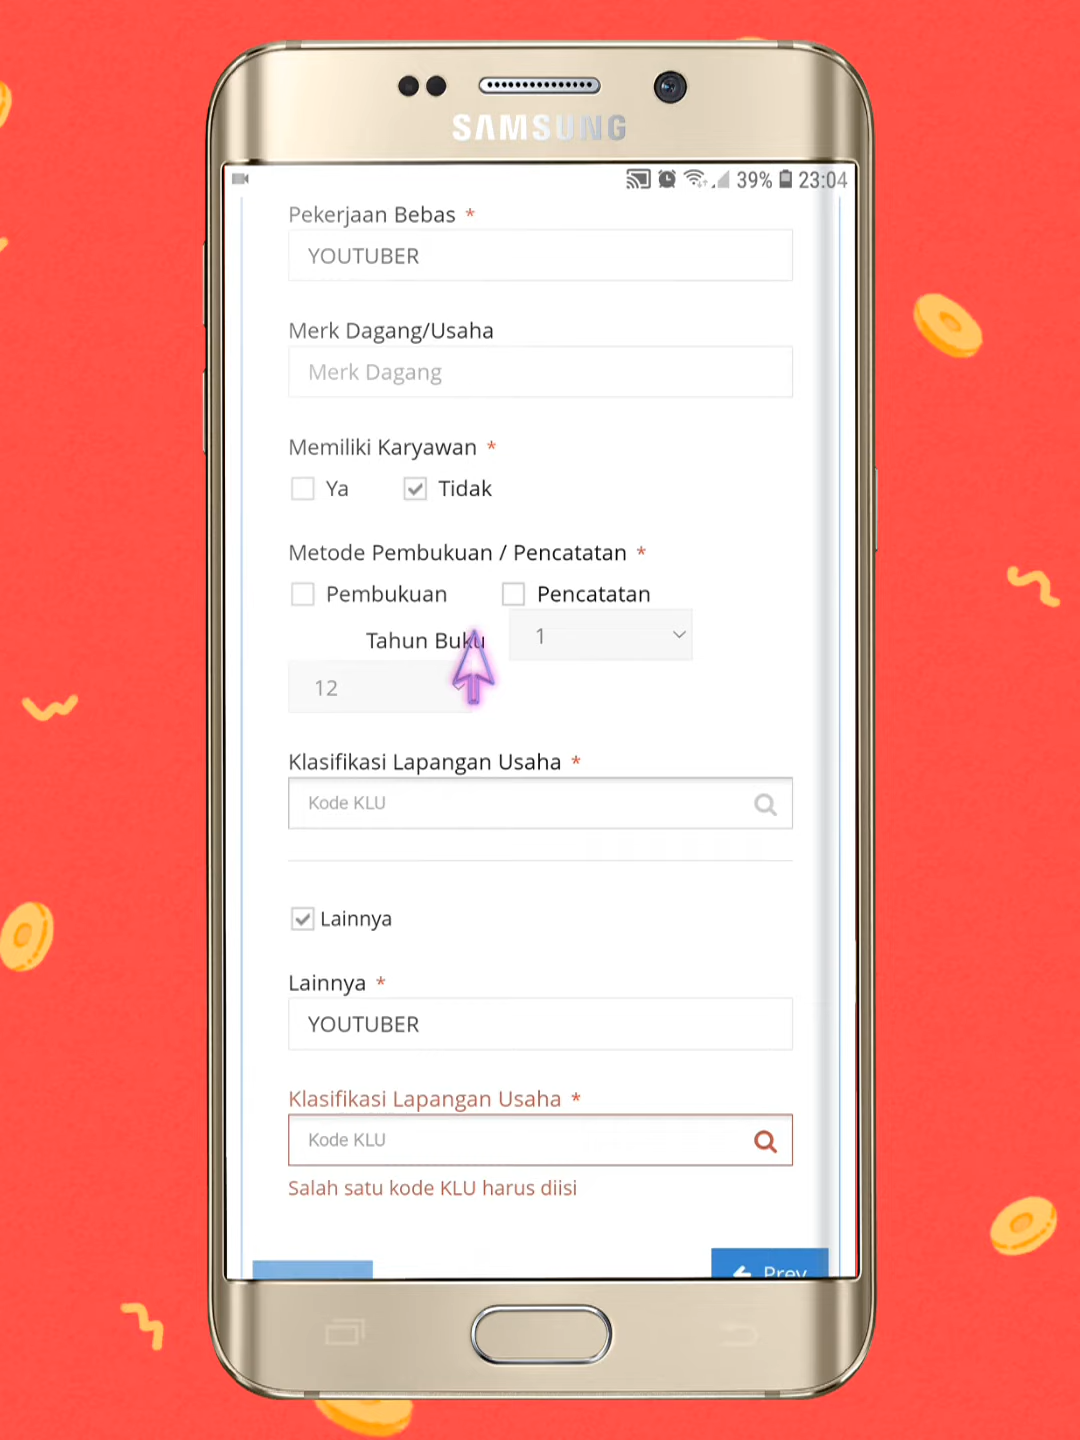 SAMSUNG
39% 23:04
Pekerjaan Bebas *
YOUTUBER
Merk Dagang/Usaha
Merk Dagang
Memiliki Karyawan *
Ya Tidak
Metode Pembukuan / Pencatatan *
Pembukuan Pencatatan
Tahun Buku 1
12
Klasifikasi Lapangan Usaha *
Kode KLU
Lainnya
Lainnya *
YOUTUBER
Klasifikasi Lapangan Usaha *
Kode KLU
Salah satu kode KLU harus diisi
Prev